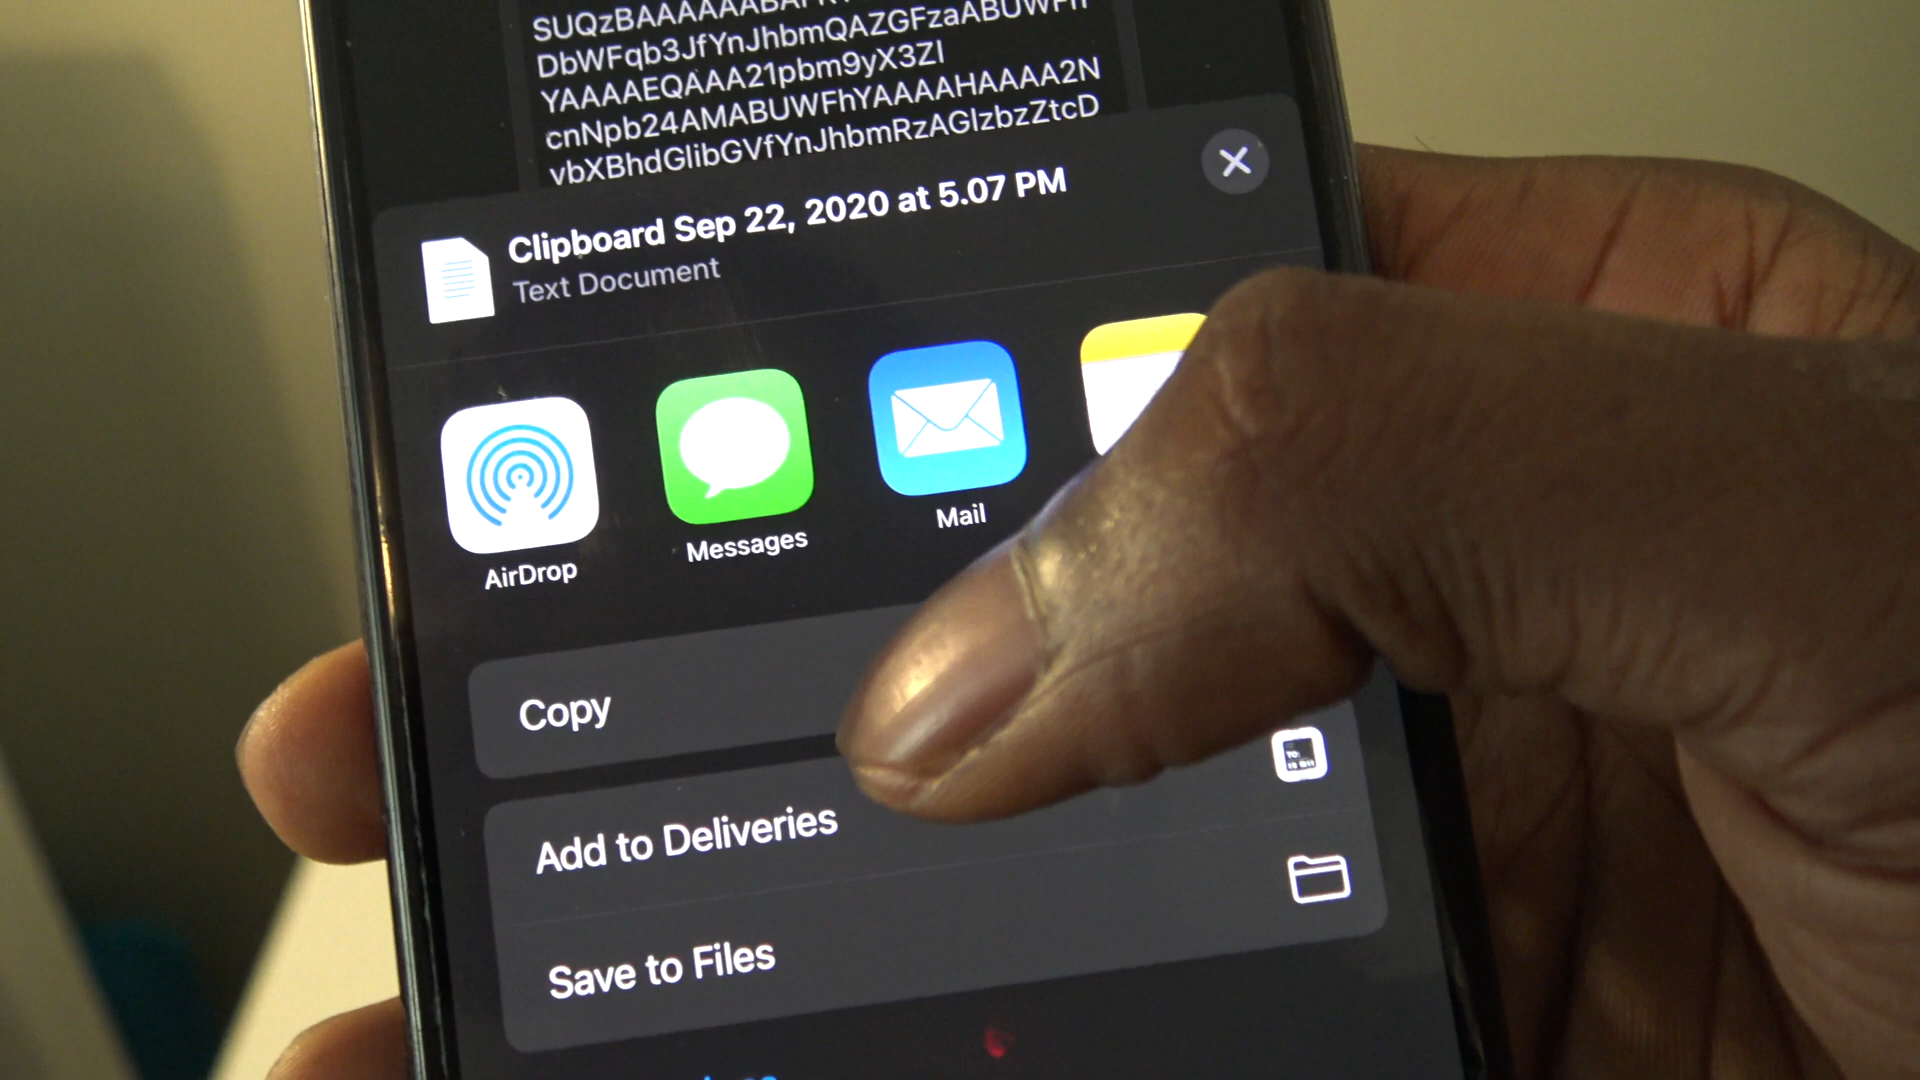 DbWFqb3JfYnJhbmQAZGFzaABUWFh
YAAAAEQAAA21pbm9yX3Zl
cnNpb24AMABUWFhYAAAAHAAAA2N
vbXBhdGlibGVfYnJhbmRzAGlzbzZtcD
Clipboard Sep 22, 2020 at 5.07 PM
Text Document
AirDrop
Messages
Mail
Copy
Add to Deliveries
Save to Files